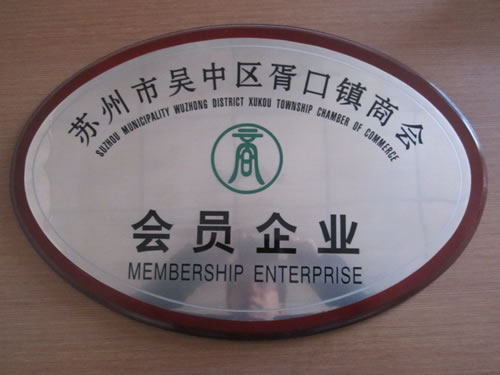 苏州市吴中区胥口镇商会
SUZHOU MUNICIPALITY WUZHONG DISTRICT XUKOU TOWNSHIP CHAMBER OF COMMERCE
商
会员企业
MEMBERSHIP ENTERPRISE